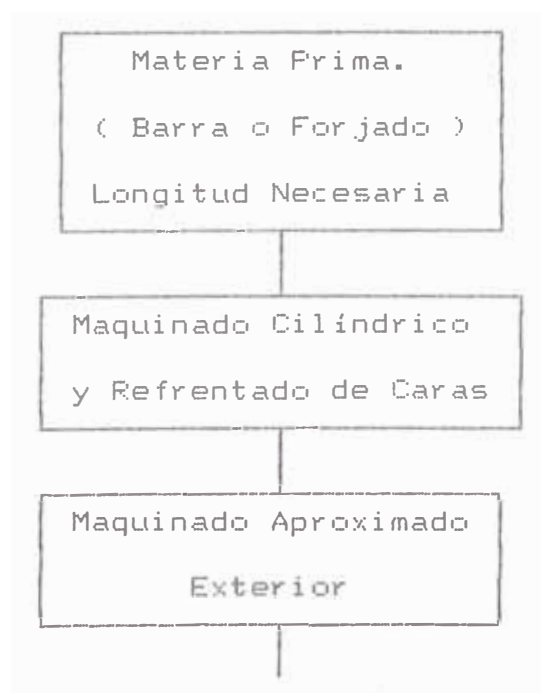 Materia Prima.
( Barra o Forjado )
Longitud Necesaria
Maquinado Cilíndrico
y Refrentado de Caras
Maquinado Aproximado
Exterior